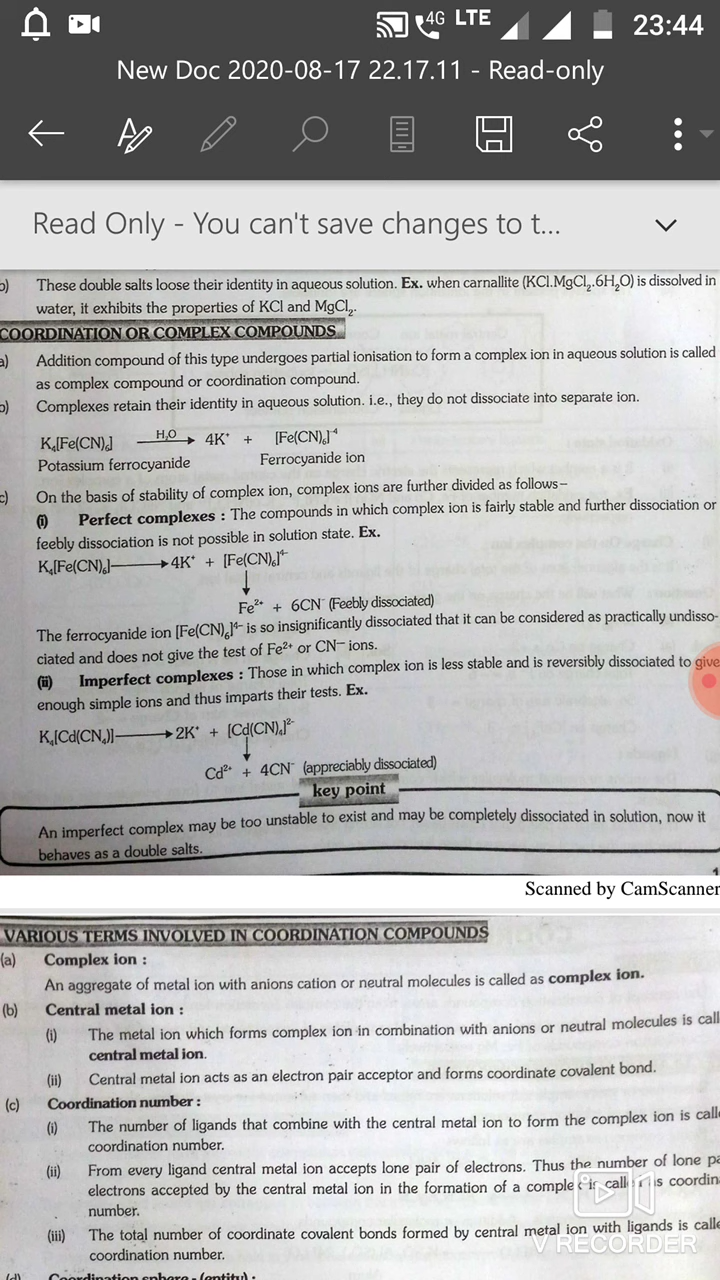 4G LTE 23:44
New Doc 2020-08-17 22.17.11 - Read-only
Read Only - You can't save changes to t...
b) These double salts loose their identity in aqueous solution. Ex. when carnallite (KCl.MgCl₂.6H₂O) is dissolved in
water, it exhibits the properties of KCl and MgCl₂.
COORDINATION OR COMPLEX COMPOUNDS
a) Addition compound of this type undergoes partial ionisation to form a complex ion in aqueous solution is called
as complex compound or coordination compound.
b) Complexes retain their identity in aqueous solution. i.e., they do not dissociate into separate ion.
K₄[Fe(CN)₆] H₂O → 4K⁺ + [Fe(CN)₆]⁻⁴
Potassium ferrocyanide Ferrocyanide ion
c) On the basis of stability of complex ion, complex ions are further divided as follows–
(i) Perfect complexes : The compounds in which complex ion is fairly stable and further dissociation or
feebly dissociation is not possible in solution state. Ex.
K₄[Fe(CN)₆] → 4K⁺ + [Fe(CN)₆]⁴⁻
↓
Fe²⁺ + 6CN⁻ (Feebly dissociated)
The ferrocyanide ion [Fe(CN)₆]⁴⁻ is so insignificantly dissociated that it can be considered as practically undisso-
ciated and does not give the test of Fe²⁺ or CN⁻ ions.
(ii) Imperfect complexes : Those in which complex ion is less stable and is reversibly dissociated to give
enough simple ions and thus imparts their tests. Ex.
K₄[Cd(CN₄)] → 2K⁺ + [Cd(CN)₄]²⁻
↓
Cd²⁺ + 4CN⁻ (appreciably dissociated)
key point
An imperfect complex may be too unstable to exist and may be completely dissociated in solution, now it
behaves as a double salts.
1
Scanned by CamScanner
VARIOUS TERMS INVOLVED IN COORDINATION COMPOUNDS
(a) Complex ion :
An aggregate of metal ion with anions cation or neutral molecules is called as complex ion.
(b) Central metal ion :
(i) The metal ion which forms complex ion in combination with anions or neutral molecules is call
central metal ion.
(ii) Central metal ion acts as an electron pair acceptor and forms coordinate covalent bond.
(c) Coordination number :
(i) The number of ligands that combine with the central metal ion to form the complex ion is calle
coordination number.
(ii) From every ligand central metal ion accepts lone pair of electrons. Thus the number of lone pa
electrons accepted by the central metal ion in the formation of a complex is called as coordin
number.
(iii) The total number of coordinate covalent bonds formed by central metal ion with ligands is calle
coordination number.
V RECORDER
(d) Coordination sphere - (entity) :